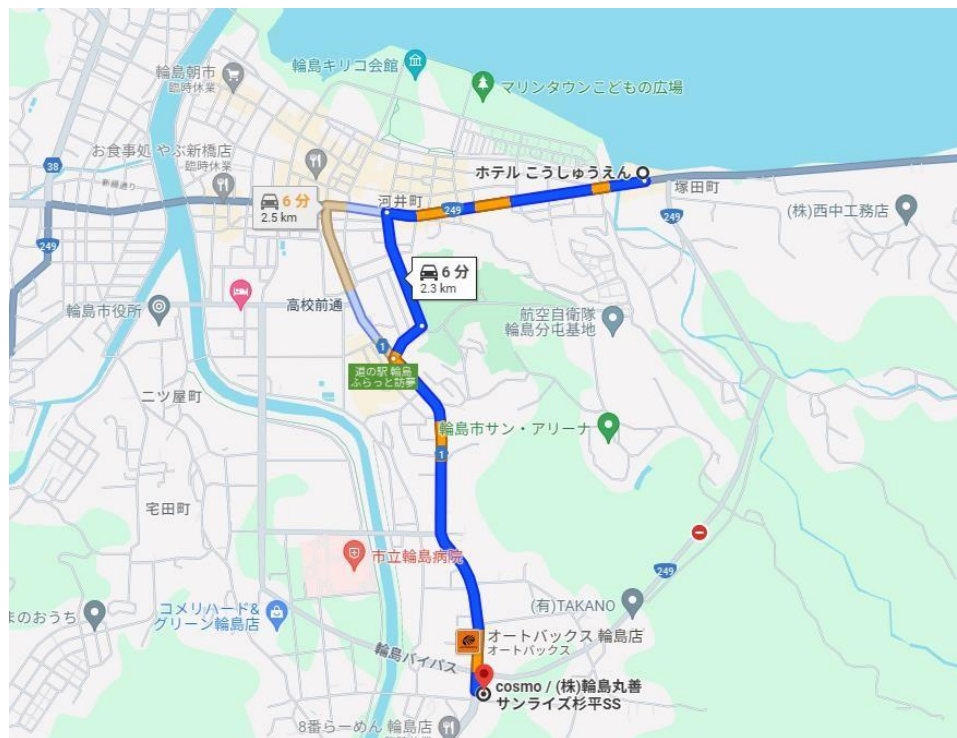 輪島キリコ会館
輪島朝市
臨時休業
マリンタウンこどもの広場
お食事処 やぶ新橋店
臨時休業
38
新橋通り
ホテル こうしゅうえん
塚田町
6 分
2.5 km
河井町
249
(株)西中工務店
249
6 分
2.3 km
輪島市役所
高校前通
航空自衛隊
輪島分屯基地
1
道の駅 輪島
ふらっと訪夢
二ツ屋町
輪島市サン・アリーナ
1
宅田町
市立輪島病院
249
(有)TAKANO
まのおうち
コメリハード&
グリーン輪島店
オートバックス 輪島店
オートバックス
輪島バイパス
cosmo / (株)輪島丸善
サンライズ杉平SS
8番らーめん 輪島店